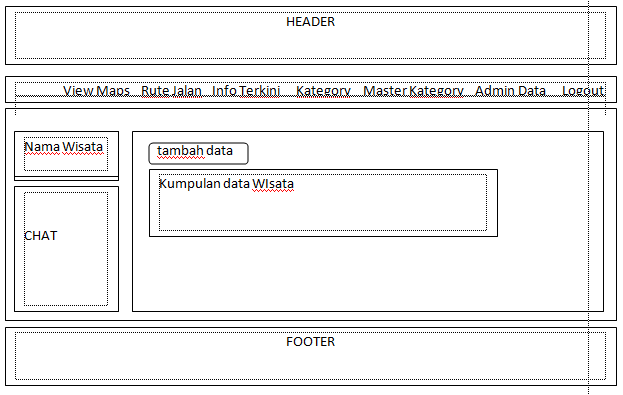 HEADER
View Maps Rute Jalan Info Terkini Kategory Master Kategory Admin Data Logout
Nama Wisata
tambah data
Kumpulan data WIsata
CHAT
FOOTER